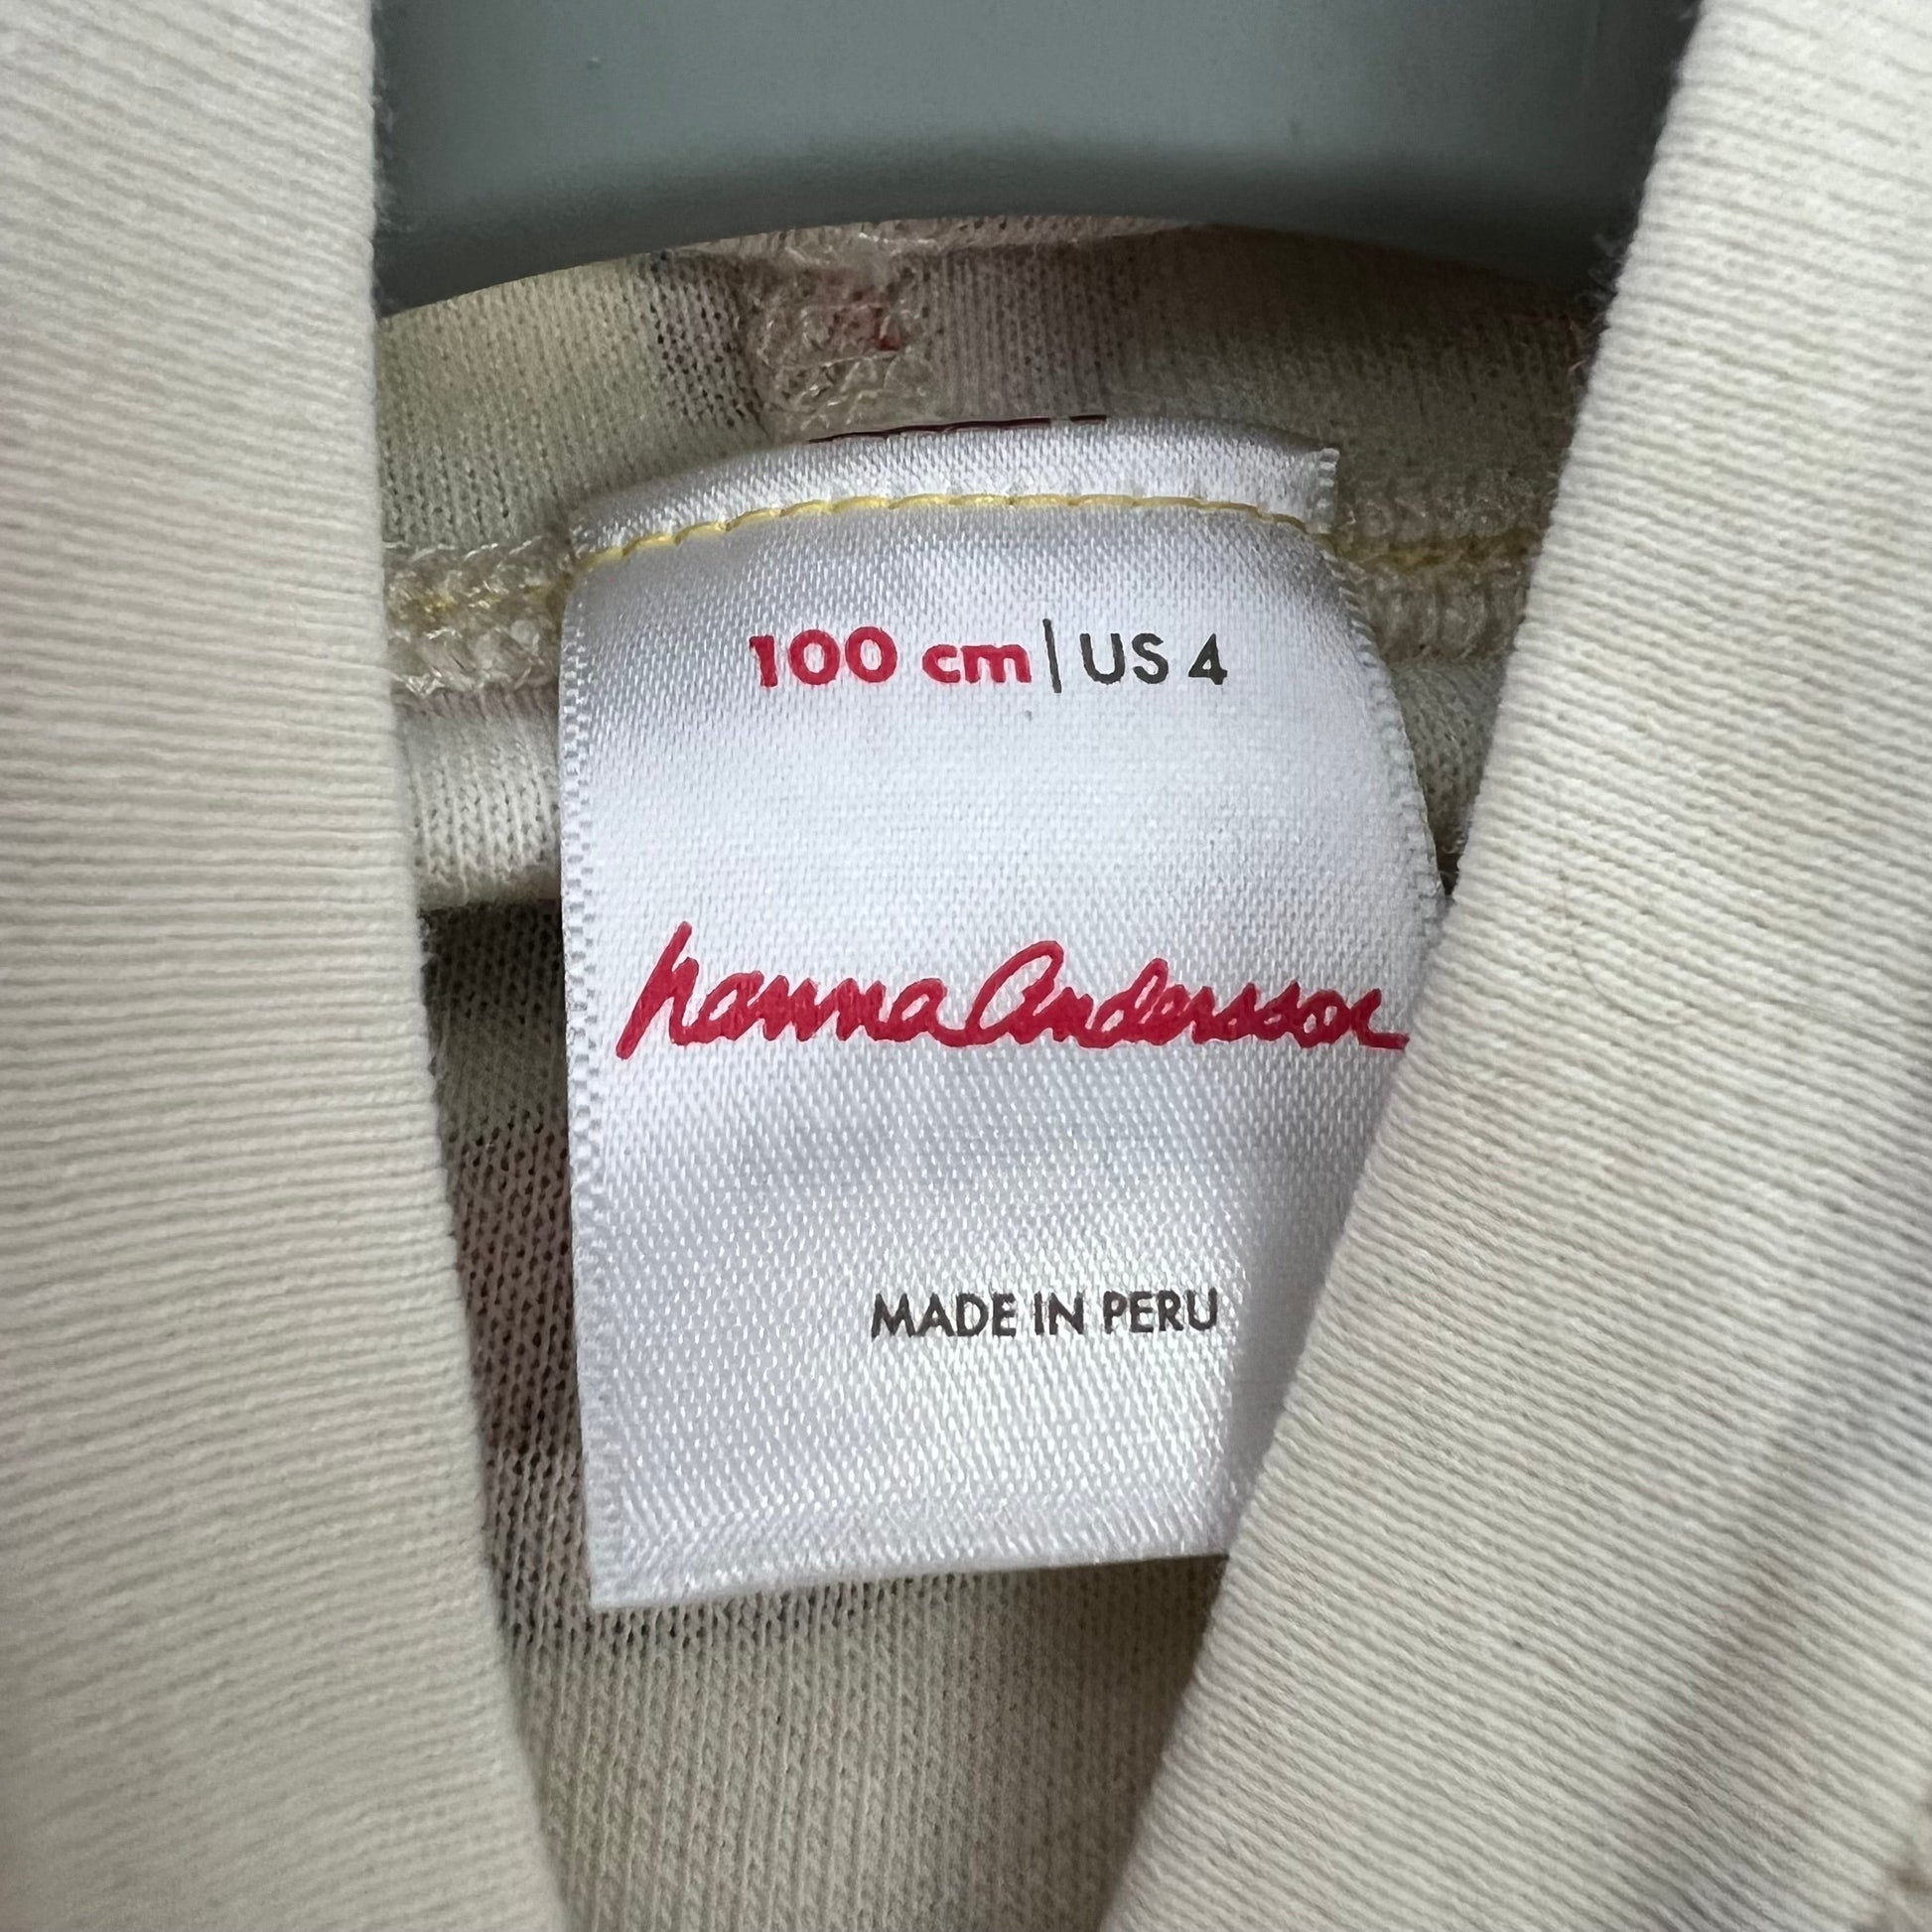 100 cm | US 4
hanna Andersson
MADE IN PERU